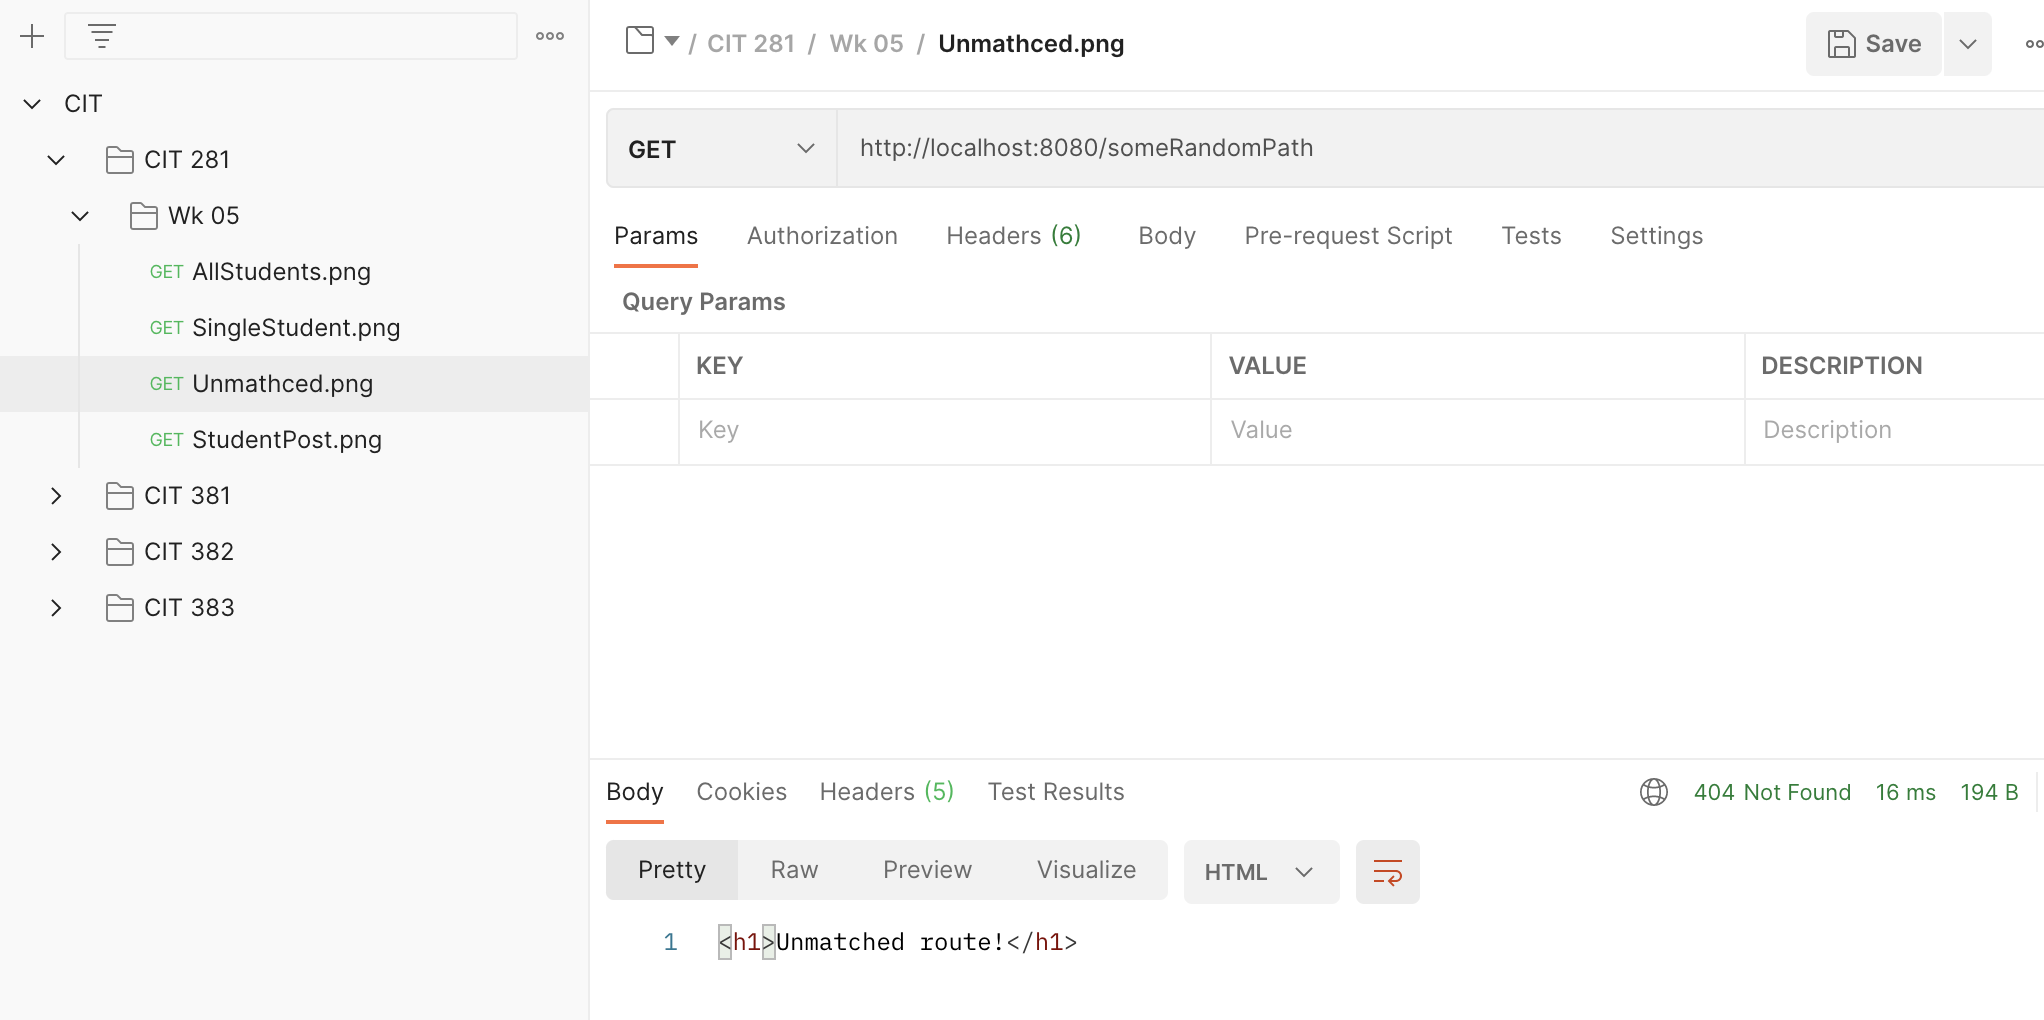 CIT
CIT 281
Wk 05
GET AllStudents.png
GET SingleStudent.png
GET Unmathced.png
GET StudentPost.png
CIT 381
CIT 382
CIT 383
/ CIT 281 / Wk 05 / Unmathced.png
Save
GET http://localhost:8080/someRandomPath
Params Authorization Headers (6) Body Pre-request Script Tests Settings
Query Params
KEY VALUE DESCRIPTION
Key Value Description
Body Cookies Headers (5) Test Results 404 Not Found 16 ms 194 B
Pretty Raw Preview Visualize HTML
1 <h1>Unmatched route!</h1>